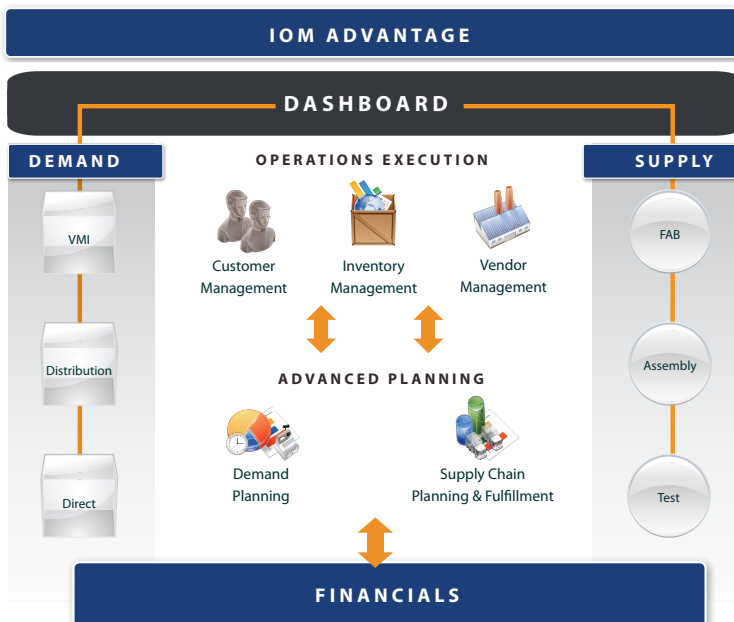 IOM ADVANTAGE
DASHBOARD
DEMAND
VMI
Distribution
Direct
OPERATIONS EXECUTION
Customer
Management
Inventory
Management
Vendor
Management
ADVANCED PLANNING
Demand
Planning
Supply Chain
Planning & Fulfillment
SUPPLY
FAB
Assembly
Test
FINANCIALS